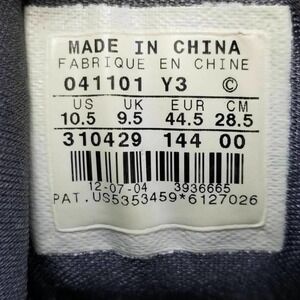 MADE IN CHINA
FABRIQUE EN CHINE
041101 Y3 ©
US UK EUR CM
10.5 9.5 44.5 28.5
310429 144 00
12-07-04 3936665
PAT. US5353459*6127026